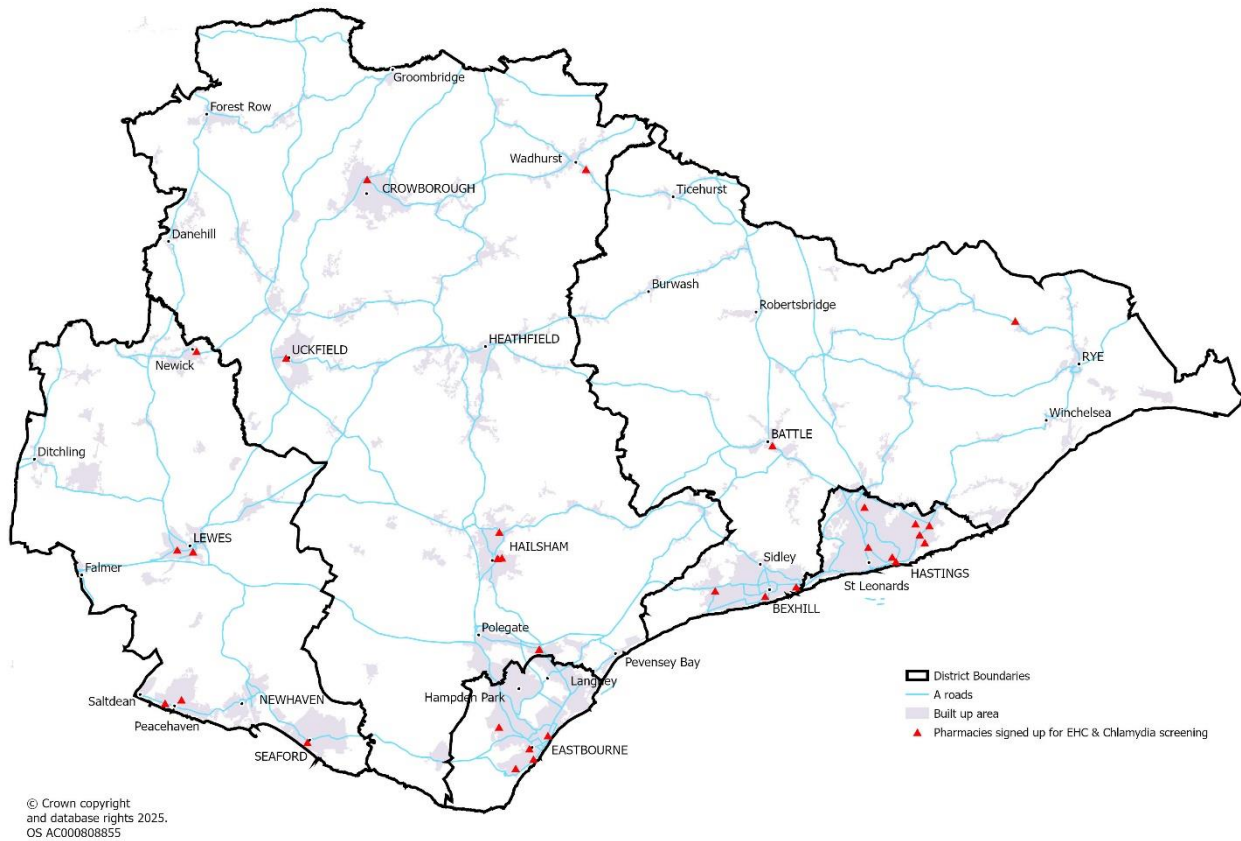 Groombridge
Forest Row
Wadhurst
CROWBOROUGH
Ticehurst
Danehill
Burwash
Robertsbridge
HEATHFIELD
UCKFIELD
Newick
RYE
Winchelsea
BATTLE
Ditchling
LEWES
HAILSHAM
Sidley
HASTINGS
St Leonards
Falmer
BEXHILL
Polegate
Pevensey Bay
Langney
Hampden Park
Saltdean
NEWHAVEN
Peacehaven
SEAFORD
EASTBOURNE
District Boundaries
A roads
Built up area
Pharmacies signed up for EHC & Chlamydia screening
© Crown copyright
and database rights 2025.
OS AC000808855